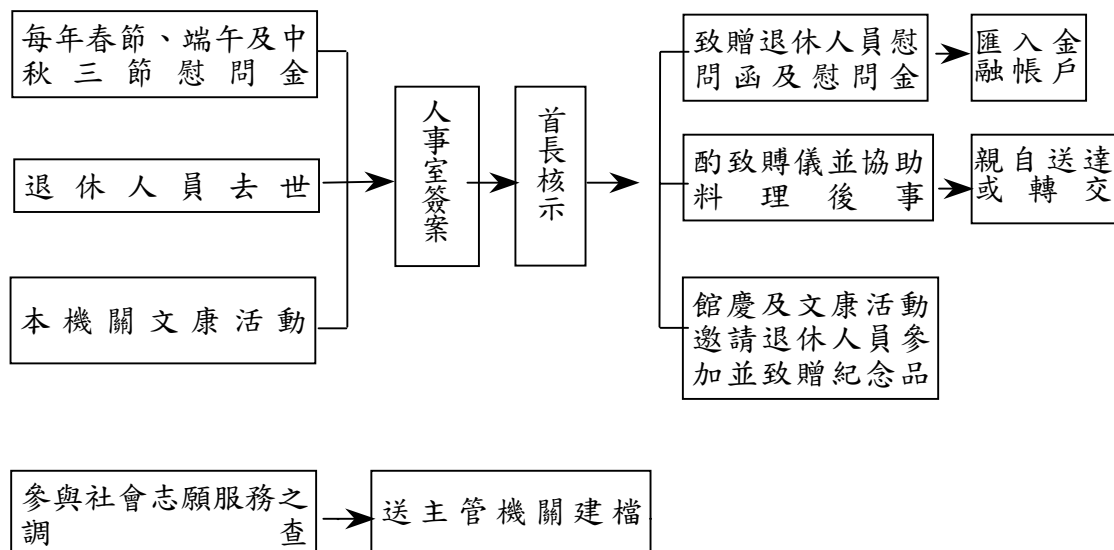 每年春節、端午及中
秋三節慰問金
退休人員去世
本機關文康活動
人事室簽案
首長核示
致贈退休人員慰
問函及慰問金
匯入金
融帳戶
酌致賻儀並協助
料理後事
親自送達
或轉交
館慶及文康活動
邀請退休人員參
加並致贈紀念品
參與社會志願服務之
調查
送主管機關建檔